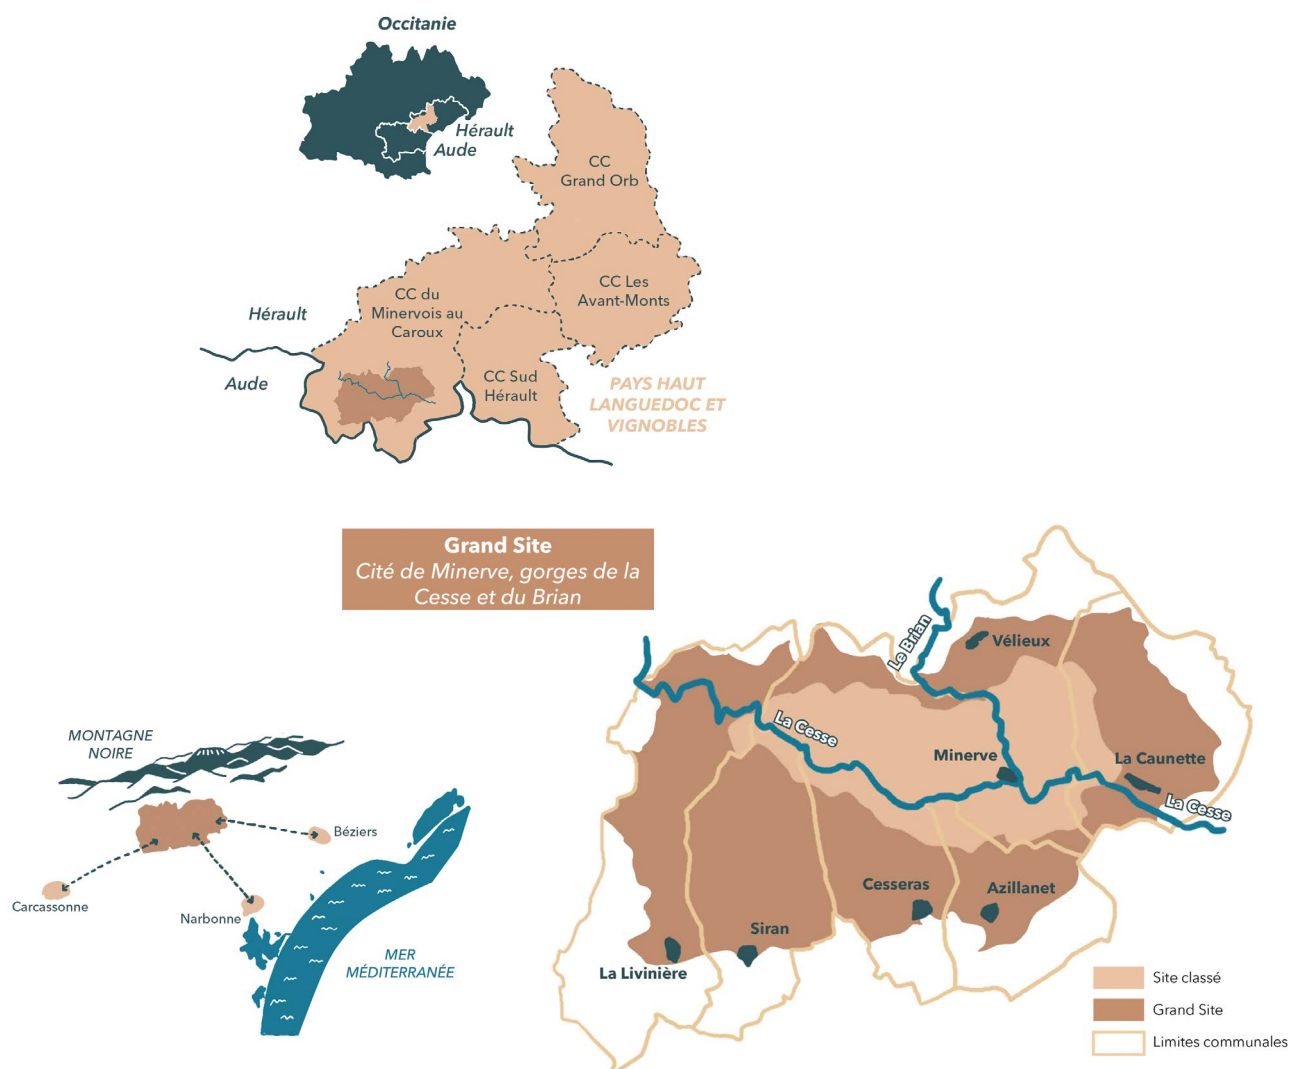 Occitanie
Hérault
Aude
CC
Grand Orb
CC Les
Avant-Monts
CC du
Minervois au
Caroux
Hérault
Aude
CC Sud
Hérault
PAYS HAUT
LANGUEDOC ET
VIGNOBLES
Grand Site
Cité de Minerve, gorges de la
Cesse et du Brian
MONTAGNE
NOIRE
Béziers
Carcassonne
Narbonne
MER
MÉDITERRANÉE
Le Brian
Vélieux
La Cesse
Minerve
La Caunette
La Cesse
Cesseras
Azillanet
Siran
La Livinière
Site classé
Grand Site
Limites communales